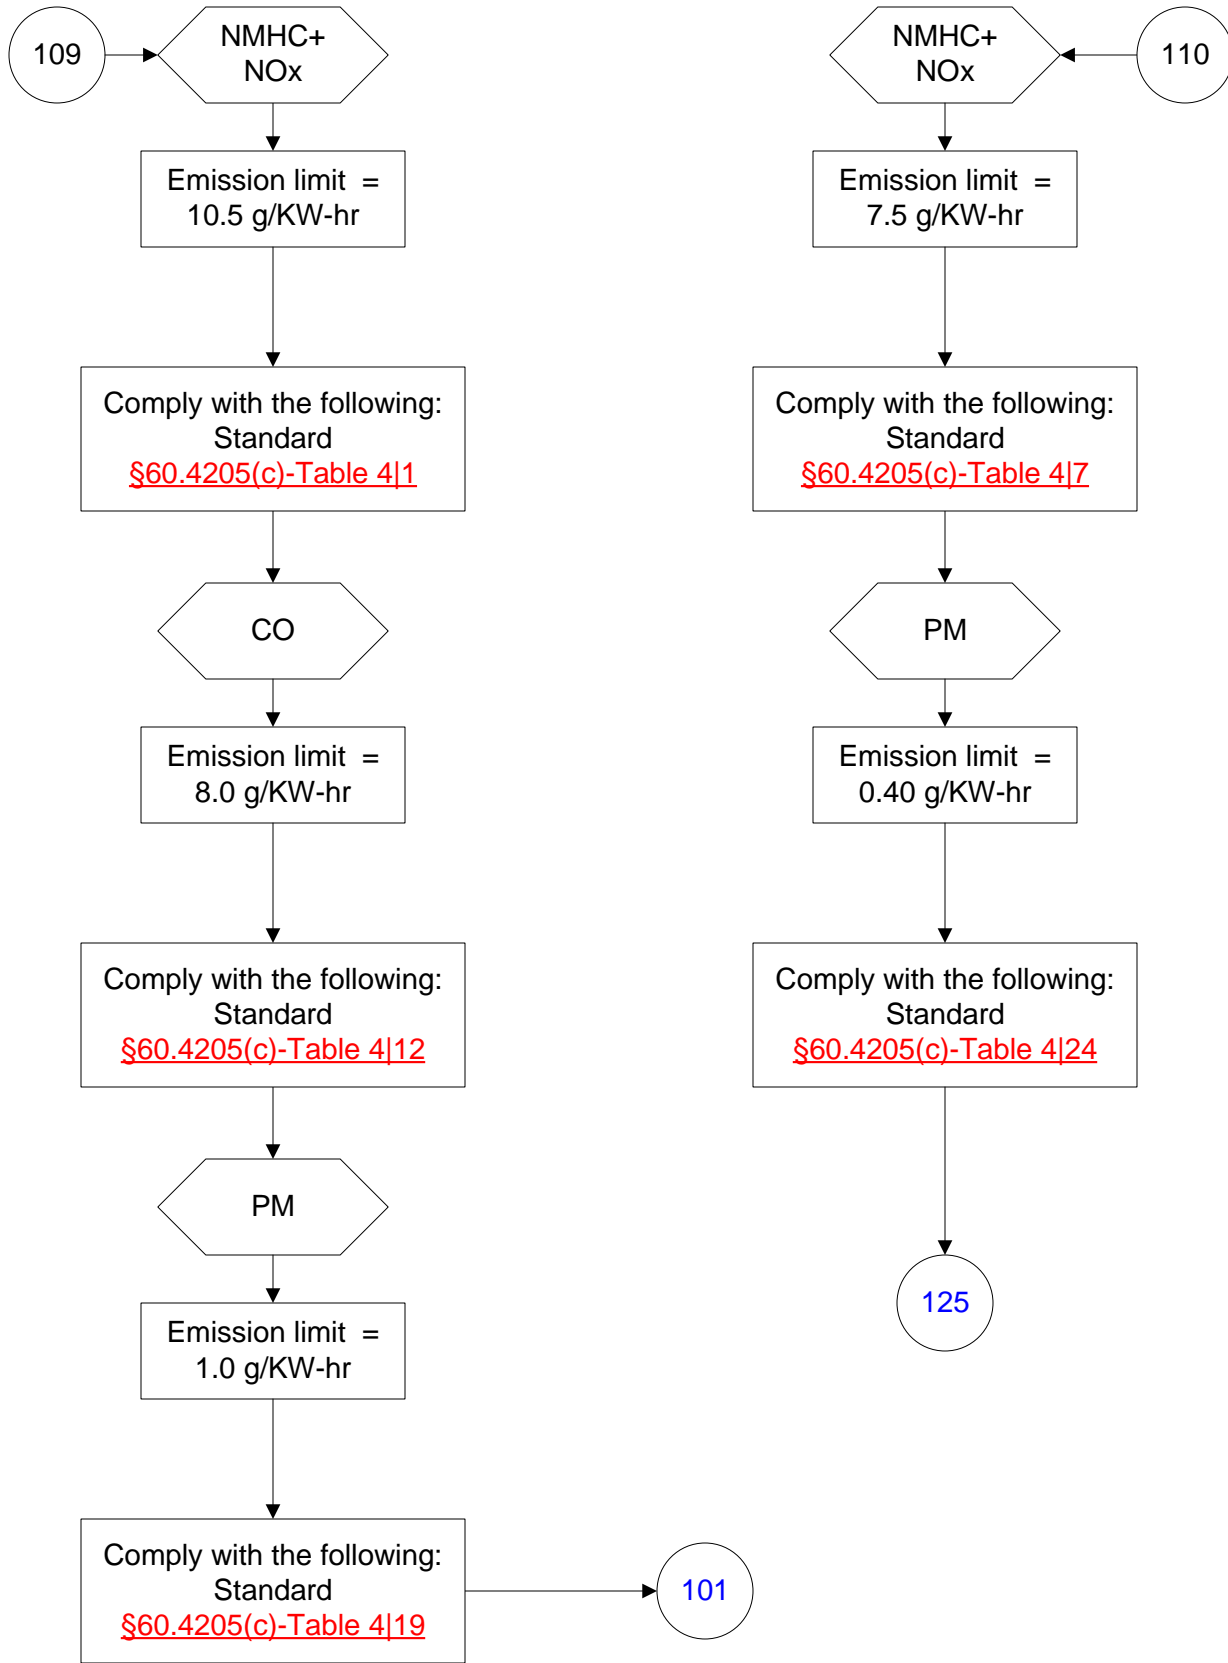 109
NMHC+
NOx
Emission limit  =
10.5 g/KW-hr
Comply with the following:
Standard
§60.4205(c)-Table 4|1
CO
Emission limit  =
8.0 g/KW-hr
Comply with the following:
Standard
§60.4205(c)-Table 4|12
PM
Emission limit  =
1.0 g/KW-hr
Comply with the following:
Standard
§60.4205(c)-Table 4|19
101
NMHC+
NOx
110
Emission limit  =
7.5 g/KW-hr
Comply with the following:
Standard
§60.4205(c)-Table 4|7
PM
Emission limit  =
0.40 g/KW-hr
Comply with the following:
Standard
§60.4205(c)-Table 4|24
125